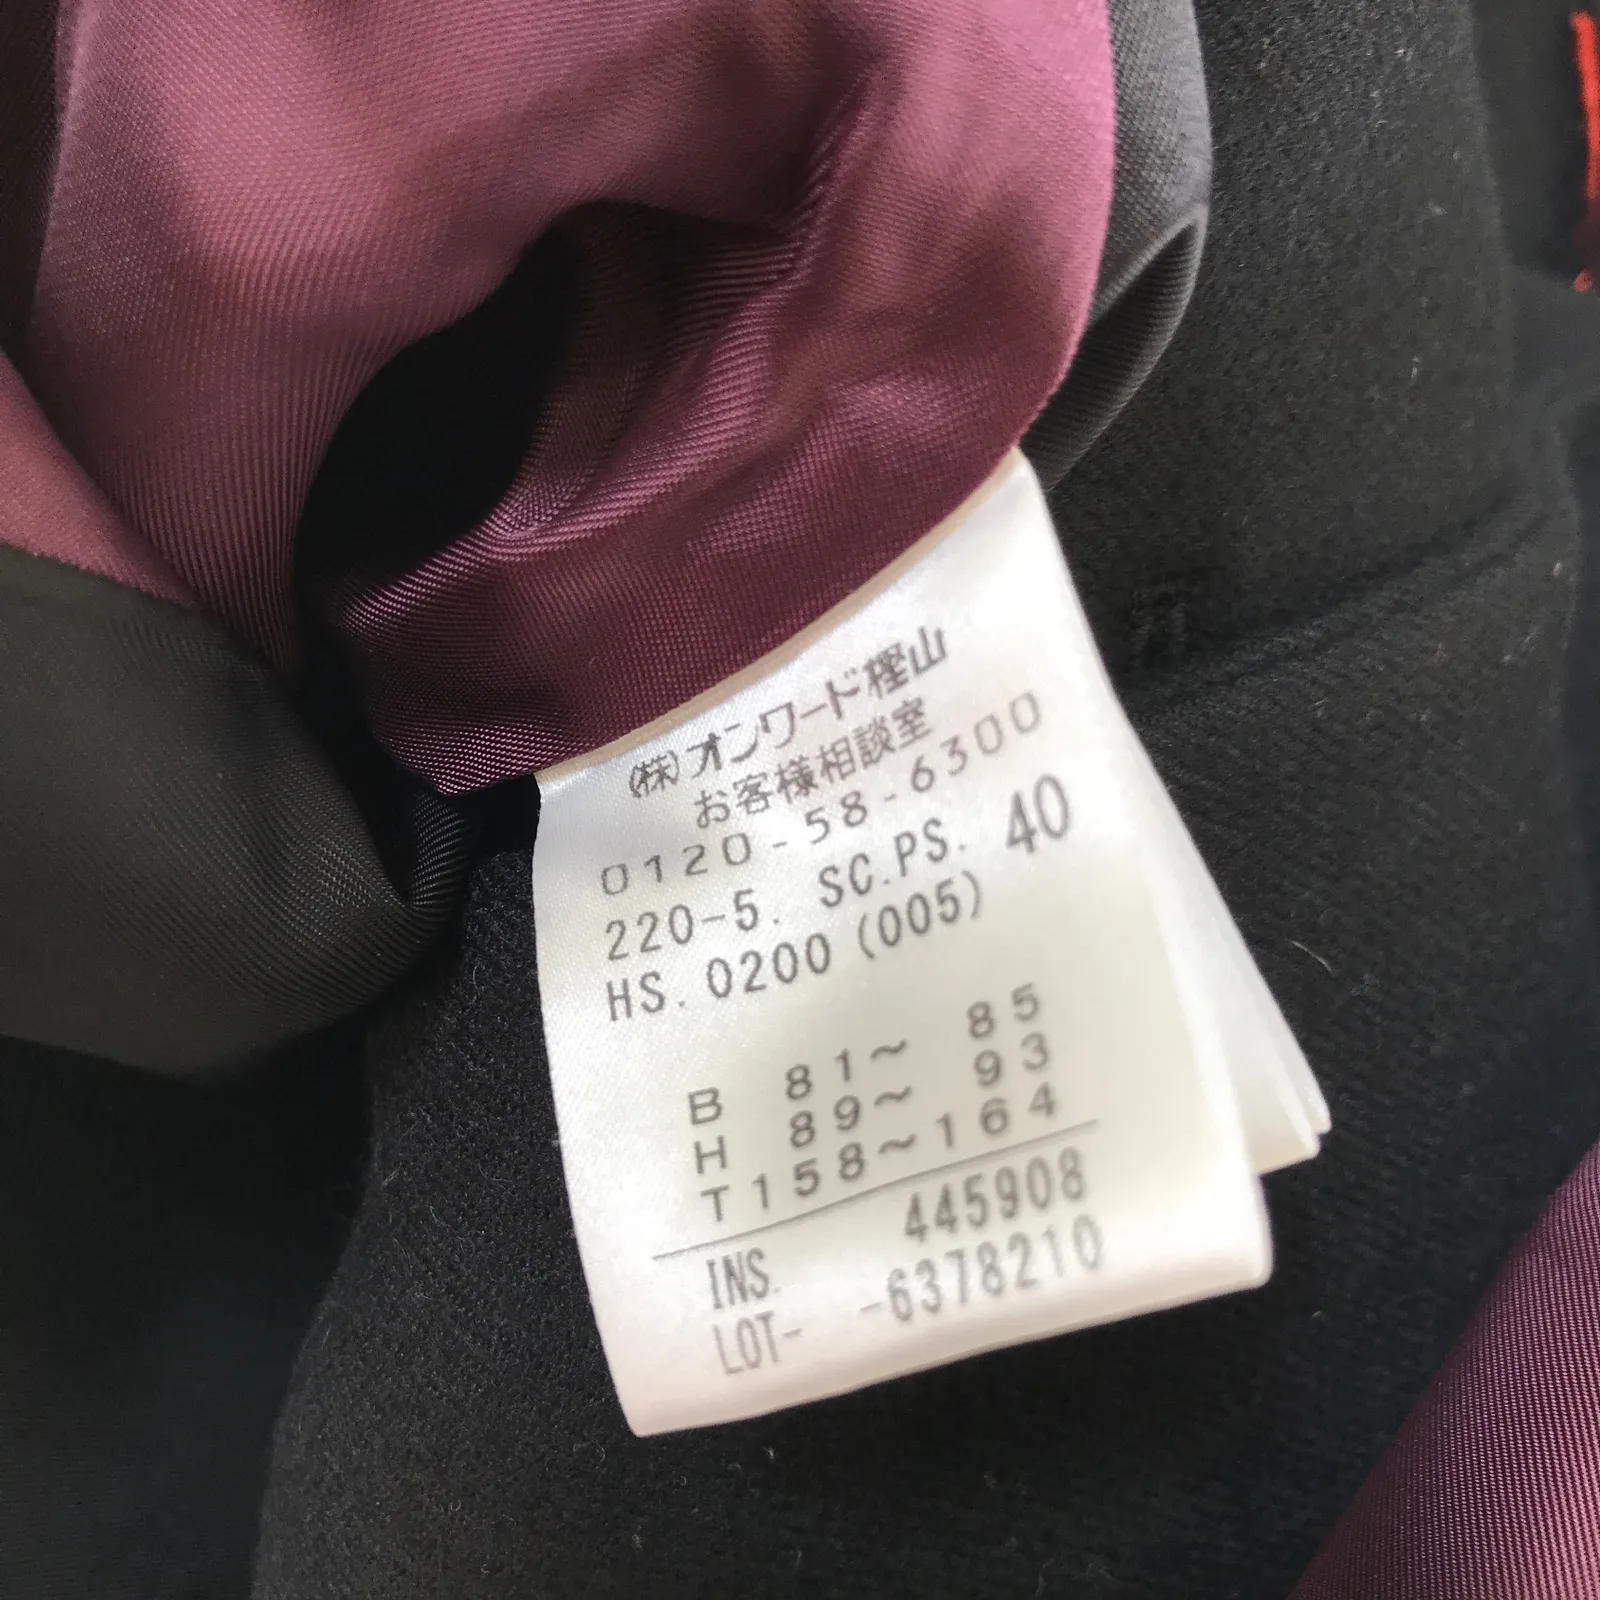 (株)オンワード樫山
お客様相談室
0120-58-6300
220-5. SC.PS. 40
HS. 0200 (005)
B 81~ 85
H 89~ 93
T158~164
INS. 445908
LOT- -6378210